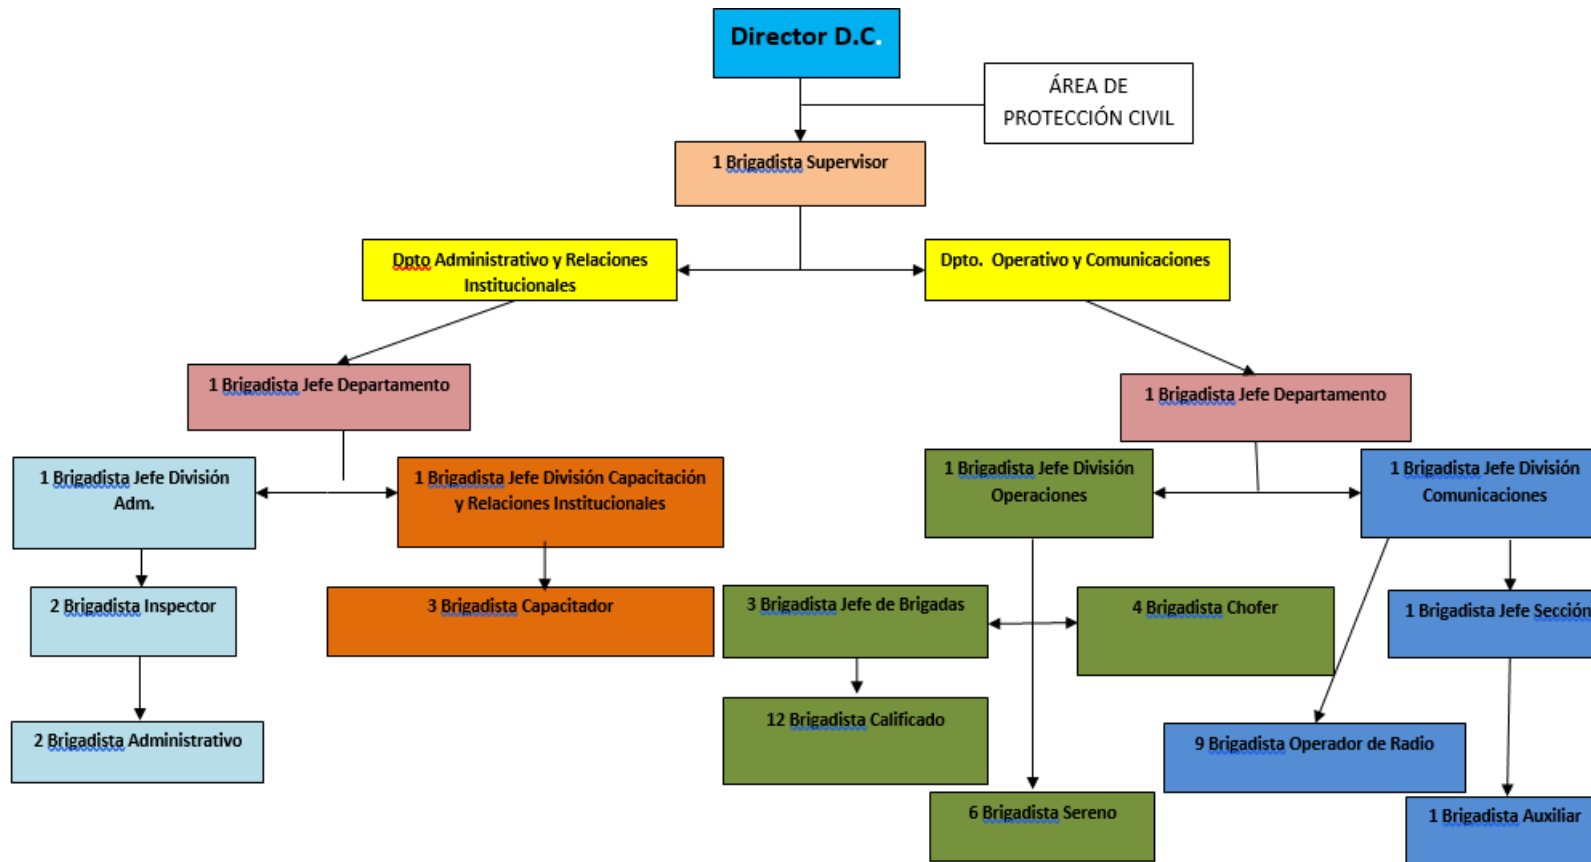 Director D.C.
ÁREA DE
PROTECCIÓN CIVIL
1 Brigadista Supervisor
Dpto Administrativo y Relaciones
Institucionales
Dpto.  Operativo y Comunicaciones
1 Brigadista Jefe Departamento
1 Brigadista Jefe Departamento
1 Brigadista Jefe División
Adm.
1 Brigadista Jefe División Capacitación
y Relaciones Institucionales
1 Brigadista Jefe División
Operaciones
1 Brigadista Jefe División
Comunicaciones
2 Brigadista Inspector
3 Brigadista Capacitador
3 Brigadista Jefe de Brigadas
4 Brigadista Chofer
1 Brigadista Jefe Sección
2 Brigadista Administrativo
12 Brigadista Calificado
9 Brigadista Operador de Radio
6 Brigadista Sereno
1 Brigadista Auxiliar